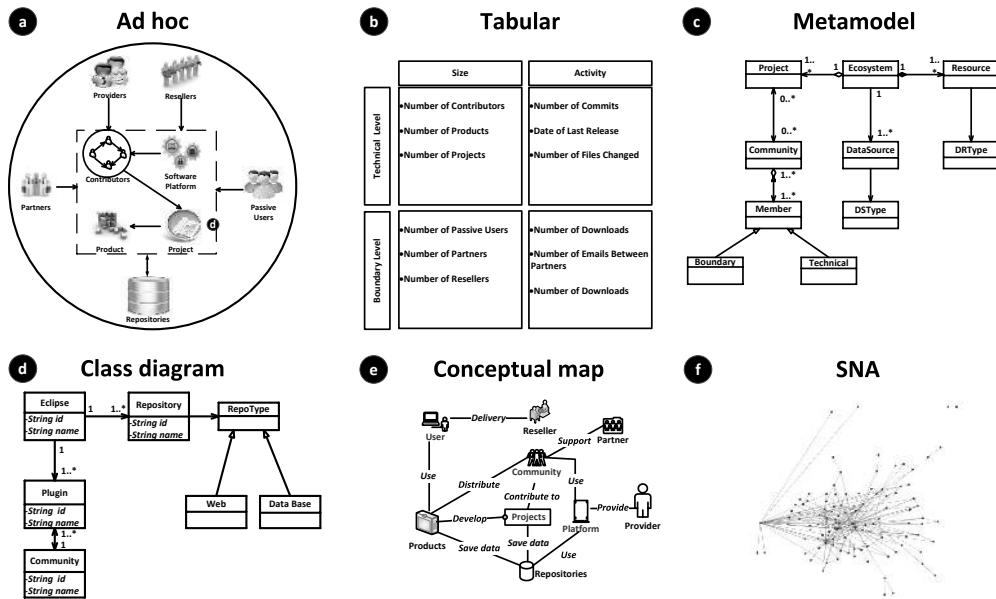 a
Ad hoc
Providers
Resellers
Contributors
Software
Platform
Partners
Passive
Users
d
Product
Project
Repositories
b
Tabular
Size
Activity
Technical Level
•Number of Contributors
•Number of Products
•Number of Projects
•Number of Commits
•Date of Last Release
•Number of Files Changed
Boundary Level
•Number of Passive Users
•Number of Partners
•Number of Resellers
•Number of Downloads
•Number of Emails Between
Partners
•Number of Downloads
c
Metamodel
Project
1..
*
1
Ecosystem
1
1..
*
Resource
0..*
1
0..*
1..*
Community
DataSource
DRType
1..*
1..*
Member
DSType
Boundary
Technical
d
Class diagram
Eclipse
-String id
-String name
1
1..*
Repository
-String id
-String name
RepoType
1
1..*
Plugin
-String id
-String name
Web
Data Base
1..*
1
Community
-String id
-String name
e
Conceptual map
User
Delivery
Reseller
Support
Partner
Community
Use
Distribute
Use
Contribute to
Products
Develop
Projects
Platform
Provide
Provider
Save data
Save data
Use
Repositories
f
SNA